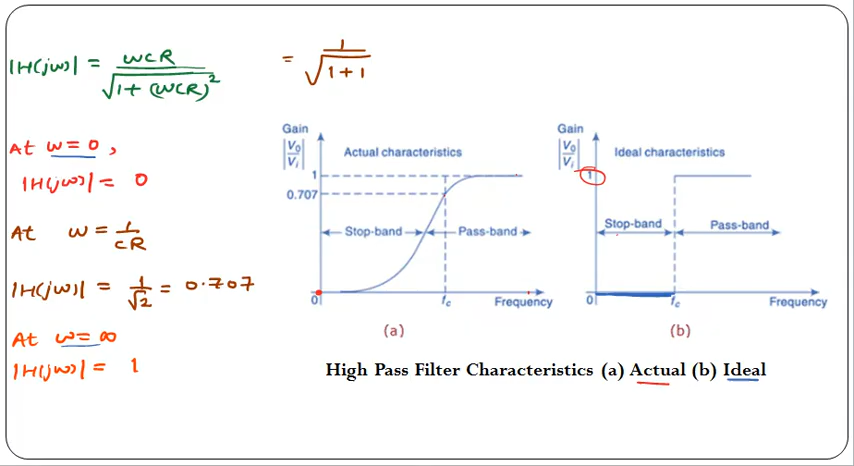 |H(jω)| = ωCR / √(1 + (ωCR)²)
= 1 / √(1 + 1)
At ω = 0,
|H(jω)| = 0
At ω = 1/CR
|H(jω)| = 1/√2 = 0.707
At ω = ∞
|H(jω)| = 1
Gain
|V₀/Vᵢ|
Actual characteristics
1
0.707
Stop-band
Pass-band
0
f꜀
Frequency
(a)
Gain
|V₀/Vᵢ|
Ideal characteristics
1
Stop-band
Pass-band
0
f꜀
Frequency
(b)
High Pass Filter Characteristics (a) Actual (b) Ideal